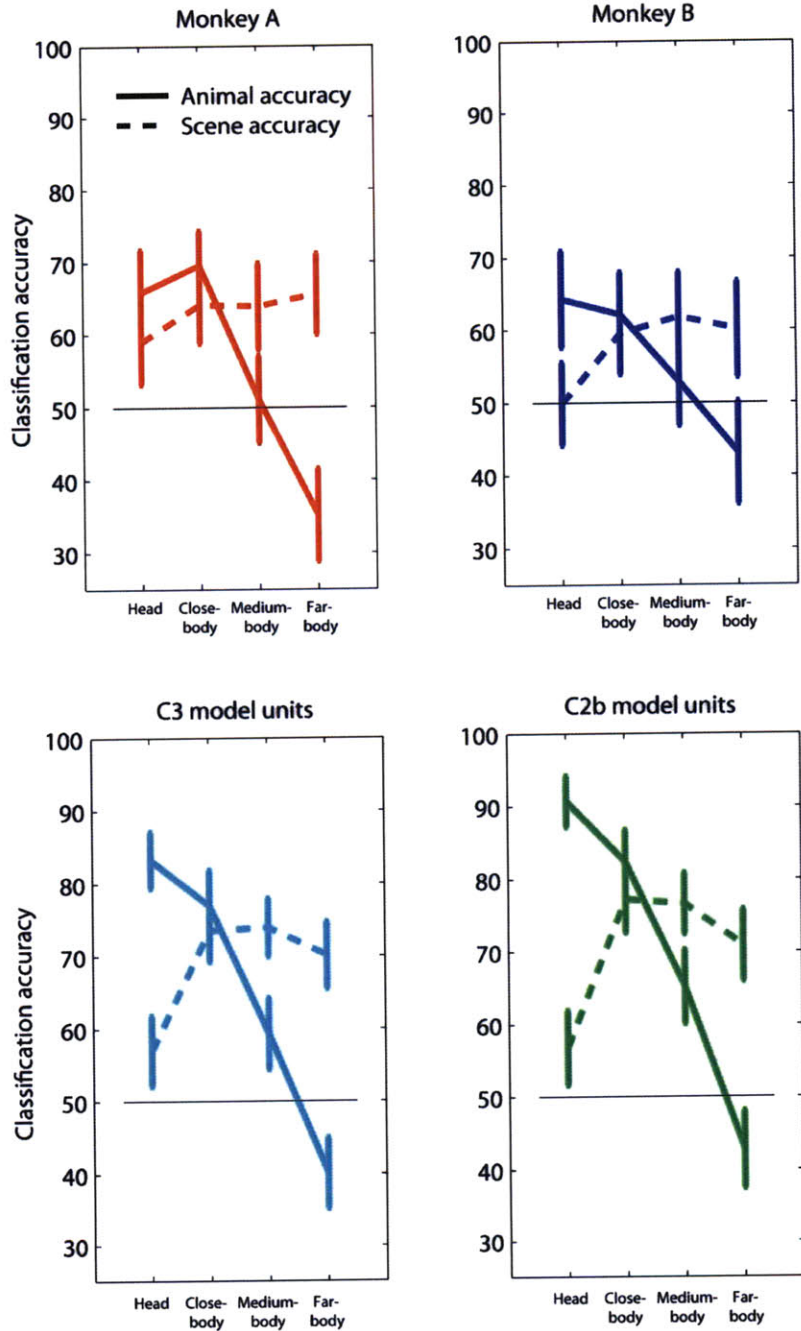 Monkey A
Monkey B
100
90
80
70
60
50
40
30
Classification accuracy
Animal accuracy
Scene accuracy
Head
Close-
body
Medium-
body
Far-
body
100
90
80
70
60
50
40
30
Head
Close-
body
Medium-
body
Far-
body
C3 model units
C2b model units
100
90
80
70
60
50
40
30
Classification accuracy
Head
Close-
body
Medium-
body
Far-
body
100
90
80
70
60
50
40
30
Head
Close-
body
Medium-
body
Far-
body